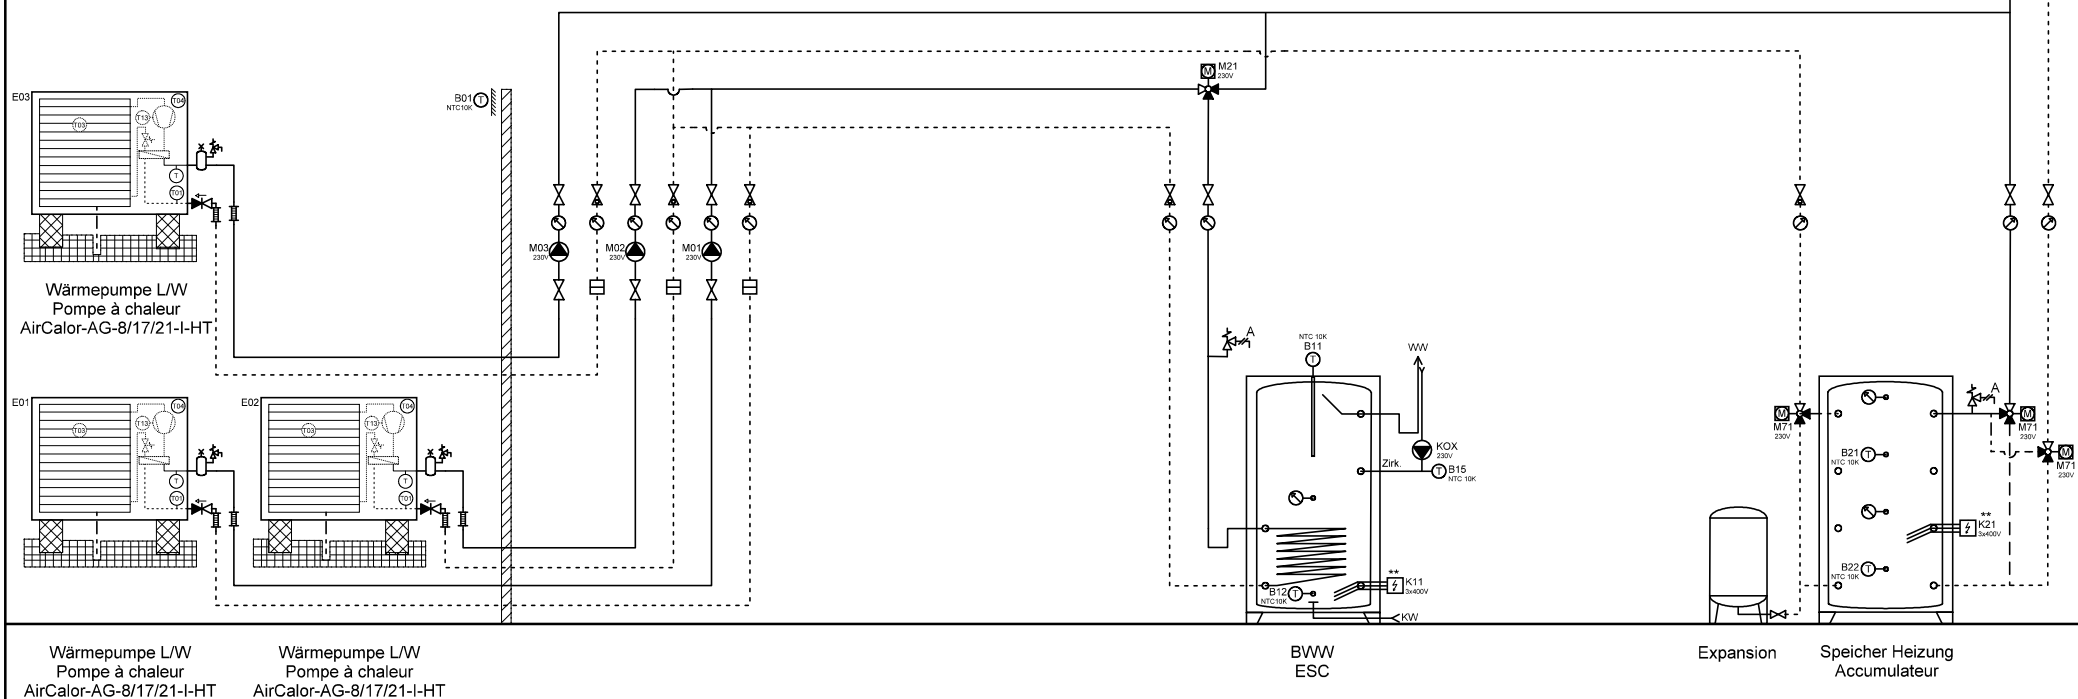 M21
230V
E03
T04
T03
T13
T
T01
B01
T
NTC10K
M
M03
230V
M02
230V
M01
230V
Wärmepumpe L/W
Pompe à chaleur
AirCalor-AG-8/17/21-I-HT
A
NTC 10K
B11
T
WW
E01
T04
T03
T13
T
T01
E02
T04
T03
T13
T
T01
KOX
230V
Zirk.
T
B15
NTC 10K
M
M71
230V
A
M
M71
230V
M
M71
230V
B21
T
NTC 10K
**
K21
3x400V
B22
T
NTC 10K
**
K11
3x400V
B12
T
NTC10K
KW
Wärmepumpe L/W
Pompe à chaleur
AirCalor-AG-8/17/21-I-HT
Wärmepumpe L/W
Pompe à chaleur
AirCalor-AG-8/17/21-I-HT
BWW
ESC
Expansion
Speicher Heizung
Accumulateur